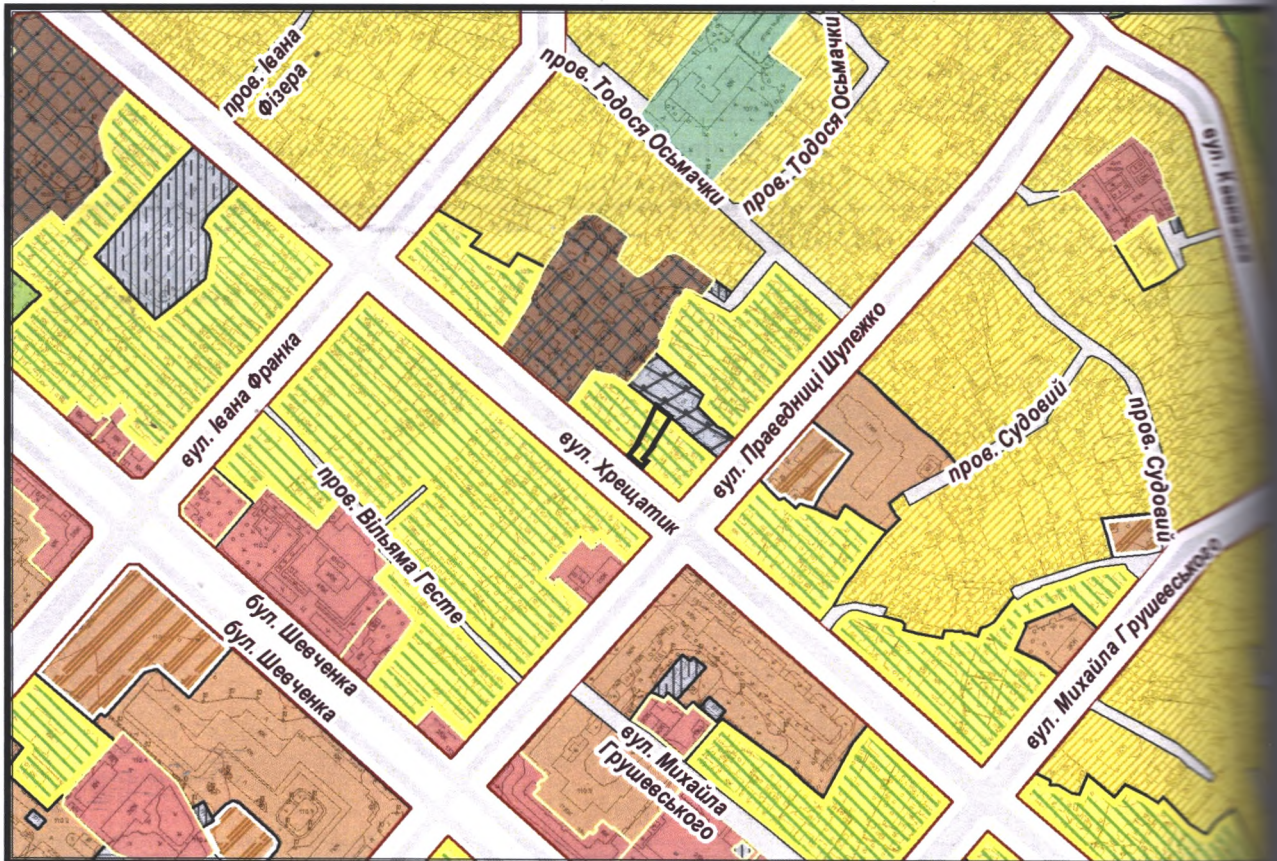 пров. Івана
Фізера
пров. Тодося Осьмачки
пров. Тодося Осьмачки
вул.
вул. Івана Франка
вул. Праведниці Шулежко
вул. Хрещатик
пров. Судовий
пров. Судовий
пров. Вільяма Гесте
бул. Шевченка
бул. Шевченка
вул. Михайла Грушевського
вул. Михайла
Грушевського